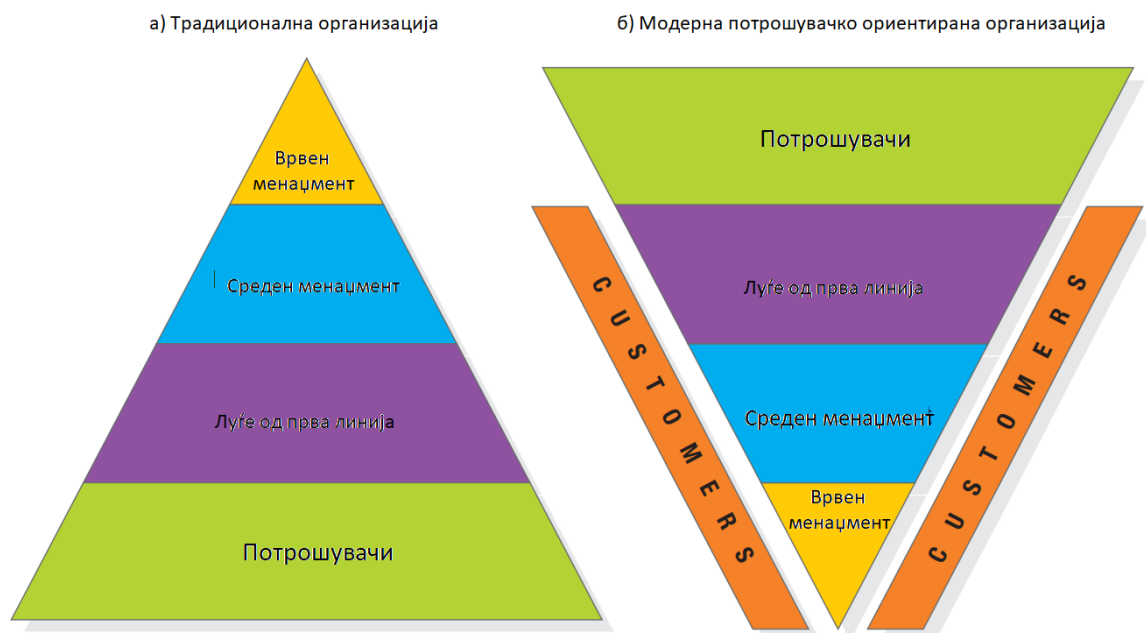 а) Традиционална организација
Врвен
менаџмент
Среден менаџмент
Луѓе од прва линија
Потрошувачи
б) Модерна потрошувачко ориентирана организација
Потрошувачи
Луѓе од прва линија
Среден менаџмент
Врвен
менаџмент
CUSTOMERS
CUSTOMERS